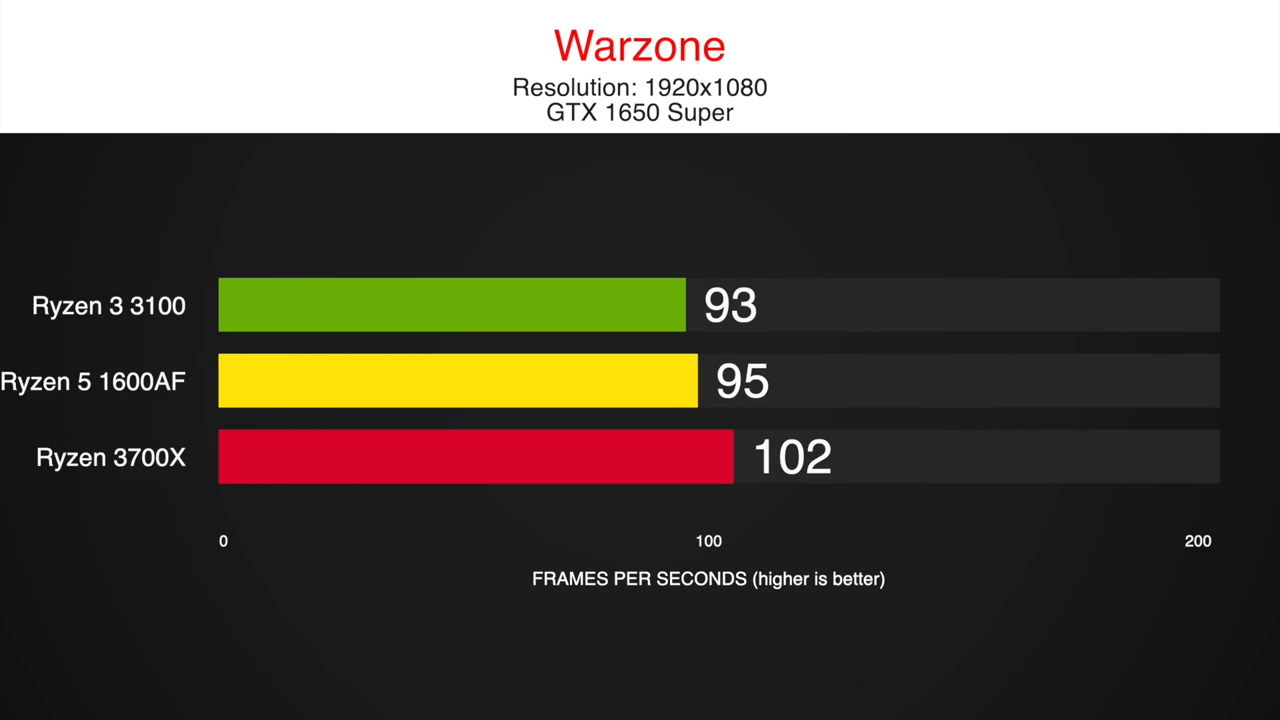 Warzone
Resolution: 1920x1080
GTX 1650 Super
Ryzen 3 3100 93
Ryzen 5 1600AF 95
Ryzen 3700X 102
0 100 200
FRAMES PER SECONDS (higher is better)